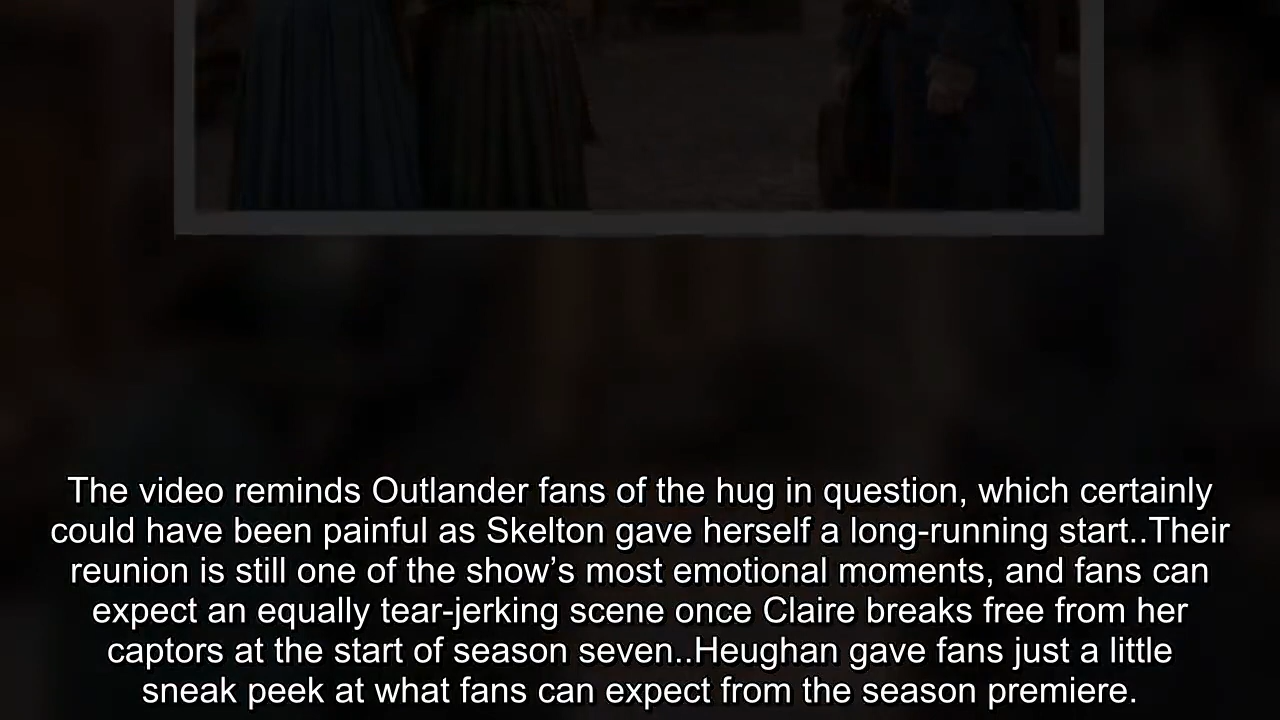 The video reminds Outlander fans of the hug in question, which certainly
could have been painful as Skelton gave herself a long-running start..Their
reunion is still one of the show’s most emotional moments, and fans can
expect an equally tear-jerking scene once Claire breaks free from her
captors at the start of season seven..Heughan gave fans just a little
sneak peek at what fans can expect from the season premiere.